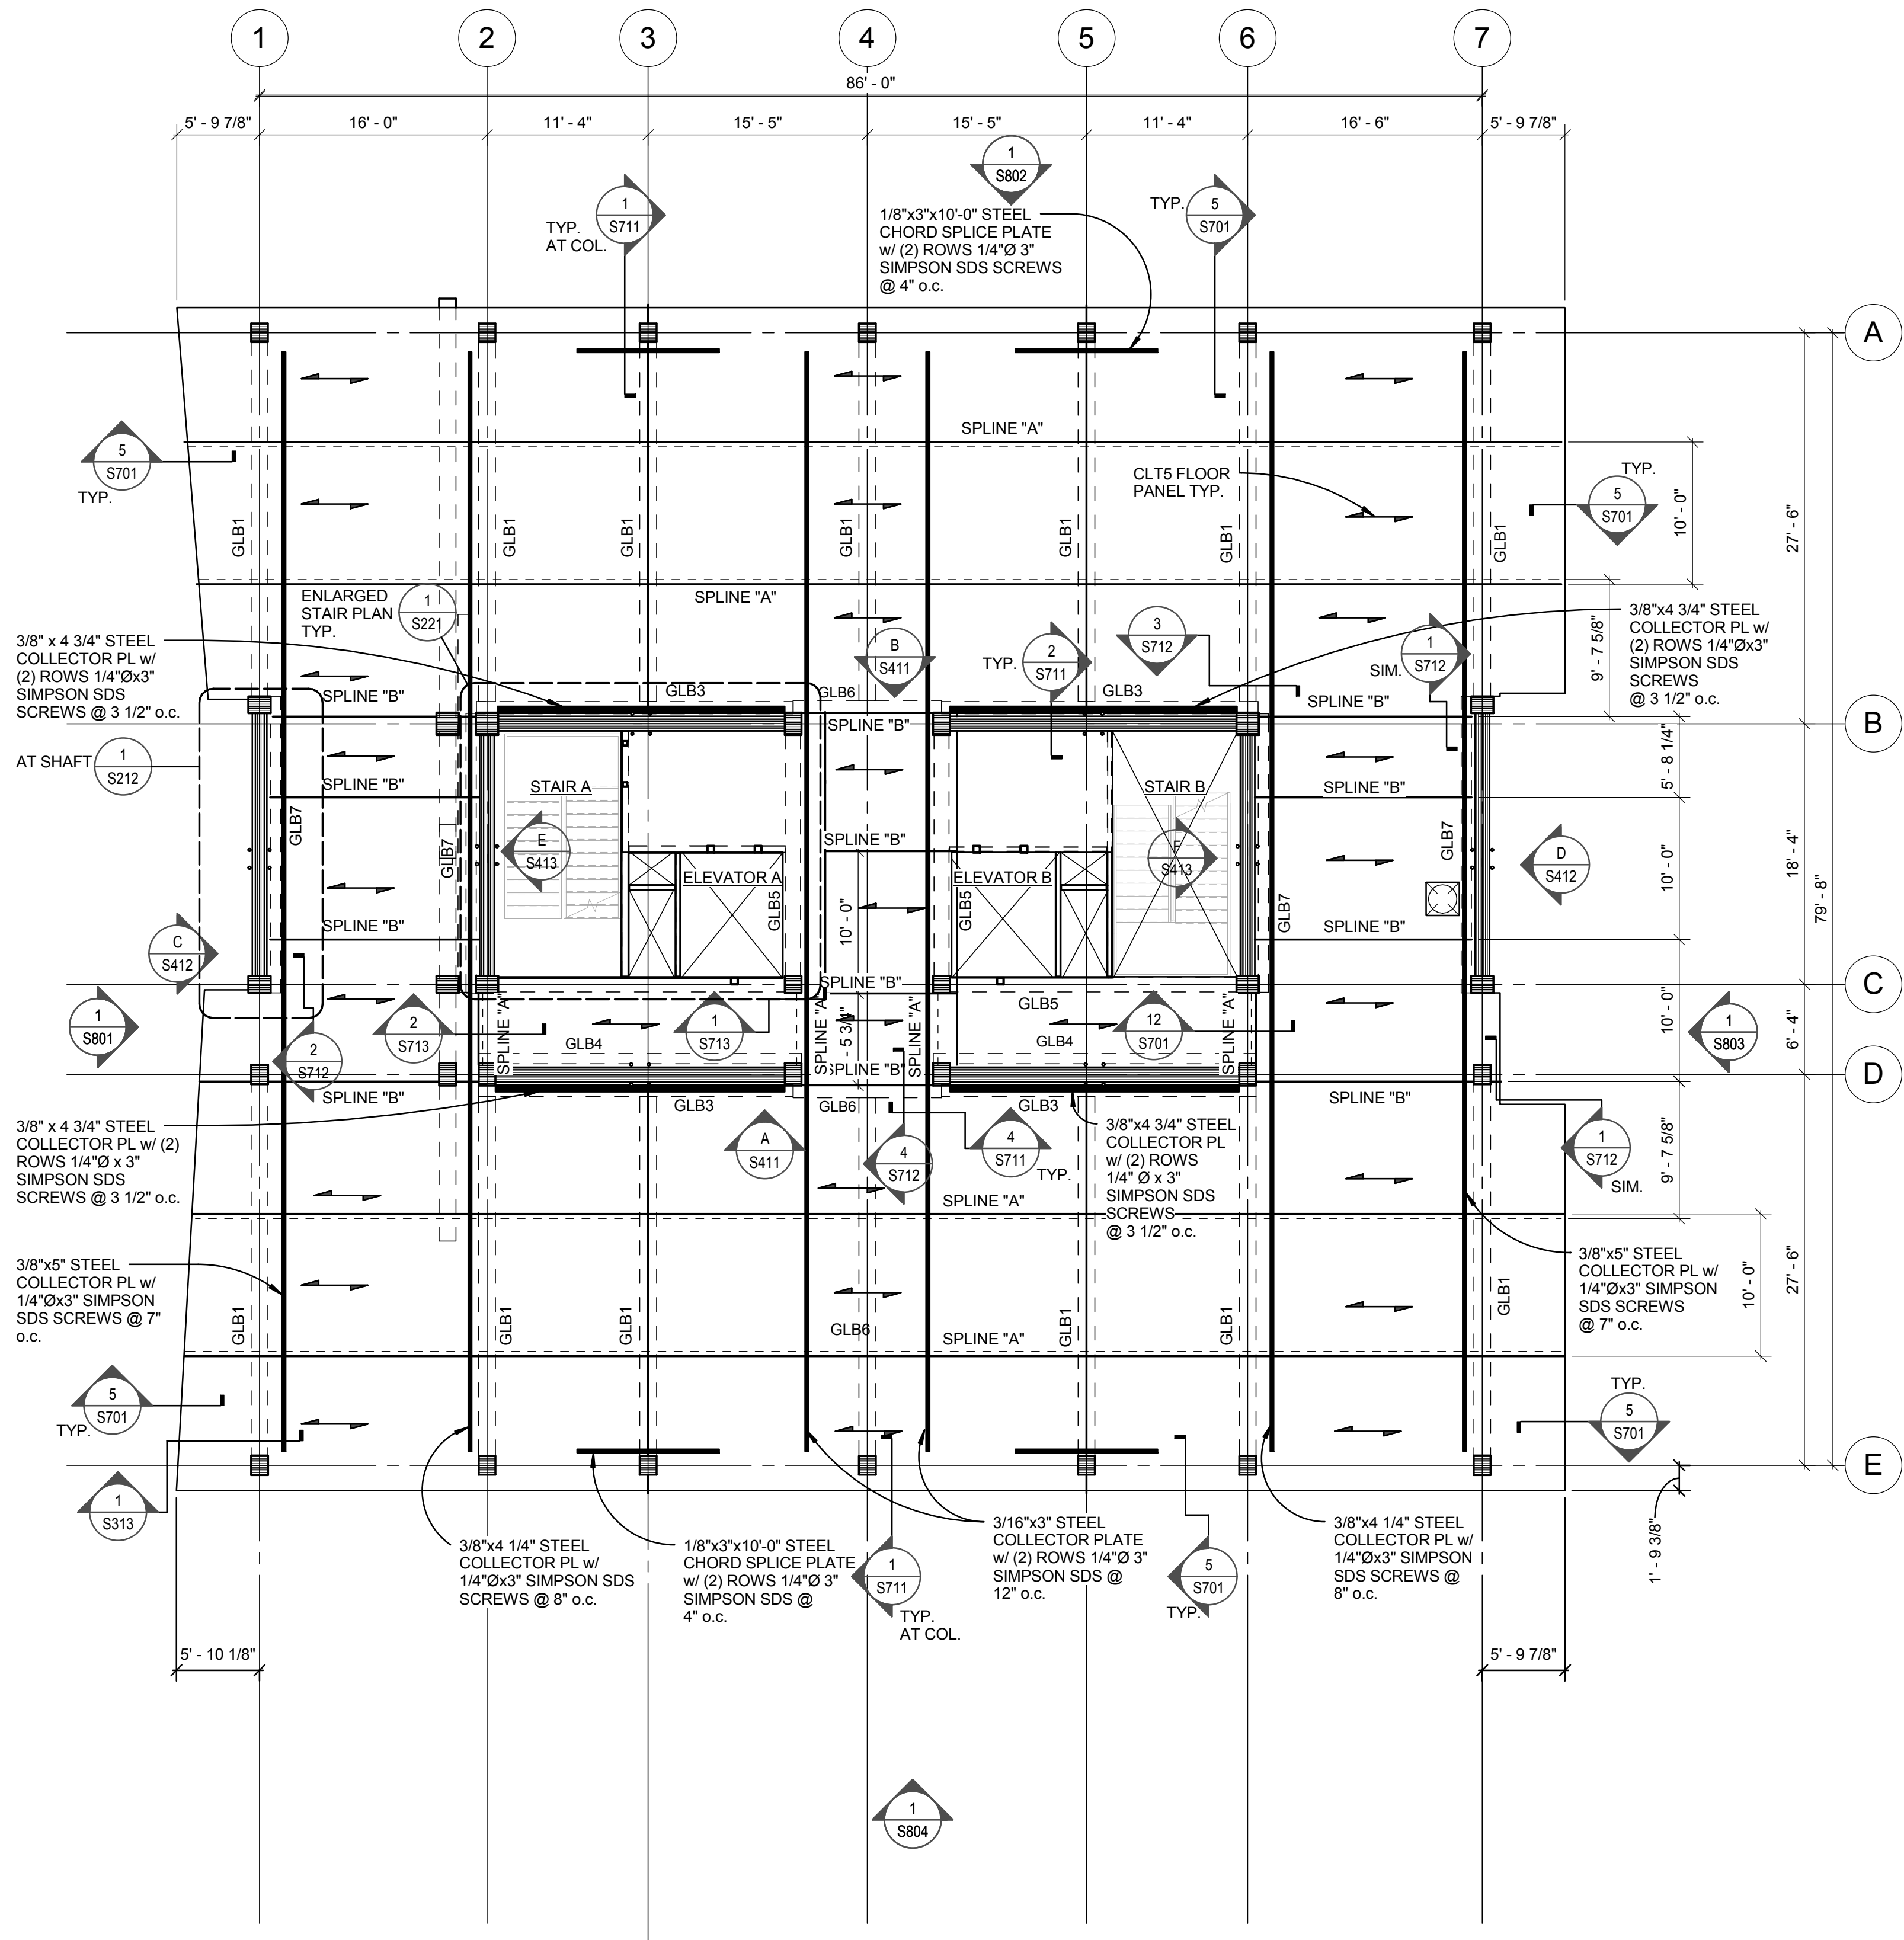 1
2
3
4
5
6
7
86' - 0"
5' - 9 7/8"
16' - 0"
11' - 4"
15' - 5"
15' - 5"
11' - 4"
16' - 6"
5' - 9 7/8"
1
S802
1
S711
TYP.
AT COL.
1/8"x3"x10'-0" STEEL
CHORD SPLICE PLATE
w/ (2) ROWS 1/4"Ø 3"
SIMPSON SDS SCREWS
@ 4" o.c.
TYP.
5
S701
A
SPLINE "A"
5
S701
TYP.
CLT5 FLOOR
PANEL TYP.
TYP.
5
S701
10' - 0"
27' - 6"
GLB1
GLB1
GLB1
GLB1
GLB1
GLB1
GLB1
ENLARGED
STAIR PLAN
TYP.
1
S221
SPLINE "A"
3/8" x 4 3/4" STEEL
COLLECTOR PL w/
(2) ROWS 1/4"Øx3"
SIMPSON SDS
SCREWS @ 3 1/2" o.c.
B
S411
TYP.
2
S711
3
S712
SIM.
1
S712
9' - 7 5/8"
3/8"x4 3/4" STEEL
COLLECTOR PL w/
(2) ROWS 1/4"Øx3"
SIMPSON SDS
SCREWS
@ 3 1/2" o.c.
SPLINE "B"
GLB3
GLB6
GLB3
SPLINE "B"
SPLINE "B"
B
AT SHAFT
1
S212
SPLINE "B"
STAIR A
STAIR B
SPLINE "B"
5' - 8 1/4"
GLB7
GLB7
E
S413
SPLINE "B"
F
S413
GLB7
D
S412
ELEVATOR A
ELEVATOR B
10' - 0"
18' - 4"
79' - 8"
GLB5
10' - 0"
GLB5
GLB7
SPLINE "B"
SPLINE "B"
C
S412
SPLINE "B"
C
1
S801
2
S713
SPLINE "A"
GLB4
1
S713
SPLINE "A"
- 5 3/4"
SPLINE "A"
GLB5
GLB4
12
S701
SPLINE "A"
10' - 0"
6' - 4"
1
S803
2
S712
SPLINE "B"
D
SPLINE "B"
SPLINE "B"
GLB3
GLB6
GLB3
3/8" x 4 3/4" STEEL
COLLECTOR PL w/ (2)
ROWS 1/4"Ø x 3"
SIMPSON SDS
SCREWS @ 3 1/2" o.c.
A
S411
4
S712
4
S711
TYP.
3/8"x4 3/4" STEEL
COLLECTOR PL
w/ (2) ROWS
1/4" Ø x 3"
SIMPSON SDS
SCREWS
@ 3 1/2" o.c.
1
S712
SIM.
9' - 7 5/8"
SPLINE "A"
3/8"x5" STEEL
COLLECTOR PL w/
1/4"Øx3" SIMPSON
SDS SCREWS @ 7"
o.c.
3/8"x5" STEEL
COLLECTOR PL w/
1/4"Øx3" SIMPSON
SDS SCREWS
@ 7" o.c.
10' - 0"
27' - 6"
GLB1
GLB1
GLB1
GLB6
SPLINE "A"
GLB1
GLB1
GLB1
5
S701
TYP.
TYP.
5
S701
E
1
S313
1' - 9 3/8"
3/8"x4 1/4" STEEL
COLLECTOR PL w/
1/4"Øx3" SIMPSON SDS
SCREWS @ 8" o.c.
1/8"x3"x10'-0" STEEL
CHORD SPLICE PLATE
w/ (2) ROWS 1/4"Ø 3"
SIMPSON SDS @
4" o.c.
1
S711
TYP.
AT COL.
3/16"x3" STEEL
COLLECTOR PLATE
w/ (2) ROWS 1/4"Ø 3"
SIMPSON SDS @
12" o.c.
5
S701
TYP.
3/8"x4 1/4" STEEL
COLLECTOR PL w/
1/4"Øx3" SIMPSON
SDS SCREWS @
8" o.c.
5' - 10 1/8"
5' - 9 7/8"
1
S804